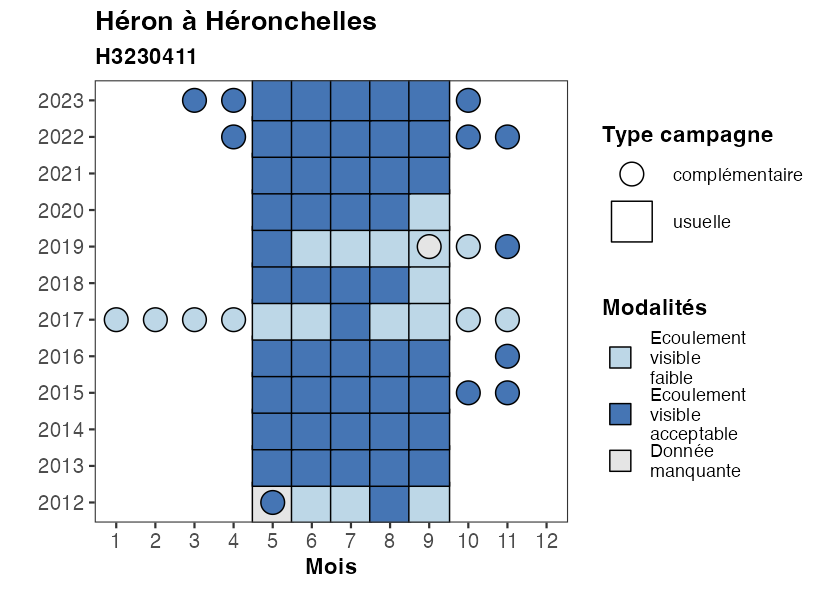 Héron à Héronchelles
H3230411
2023
2022
2021
2020
2019
2018
2017
2016
2015
2014
2013
2012
1 2 3 4 5 6 7 8 9 10 11 12
Mois
Type campagne
complémentaire
usuelle
Modalités
Ecoulement
visible
faible
Ecoulement
visible
acceptable
Donnée
manquante